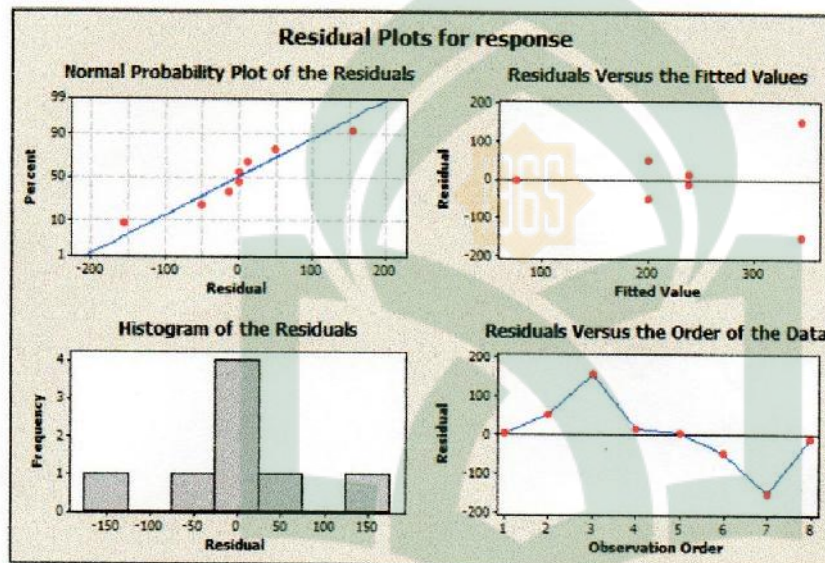 Residual Plots for response
Normal Probability Plot of the Residuals
99
90
50
10
1
Percent
-200 -100 0 100 200
Residual
Residuals Versus the Fitted Values
200
100
0
-100
-200
Residual
100 200 300
Fitted Value
Histogram of the Residuals
4
3
2
1
0
Frequency
-150 -100 -50 0 50 100 150
Residual
Residuals Versus the Order of the Data
200
100
0
-100
-200
Residual
1 2 3 4 5 6 7 8
Observation Order